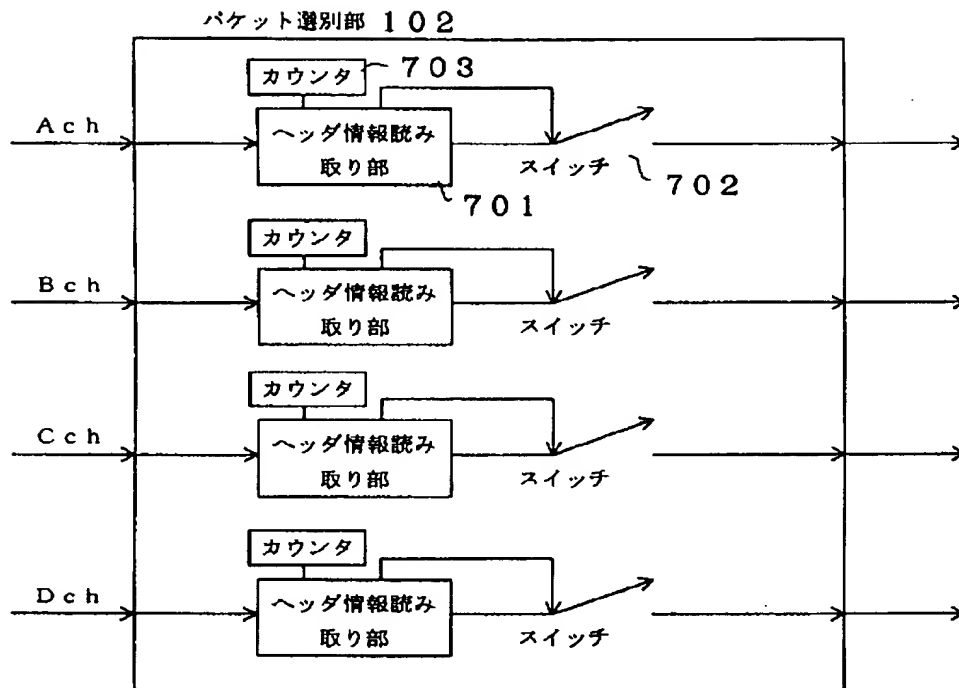 パケット選別部 102
カウンタ 703
Ach
ヘッダ情報読み
取り部
スイッチ 702
701
カウンタ
Bch
ヘッダ情報読み
取り部
スイッチ
カウンタ
Cch
ヘッダ情報読み
取り部
スイッチ
カウンタ
Dch
ヘッダ情報読み
取り部
スイッチ